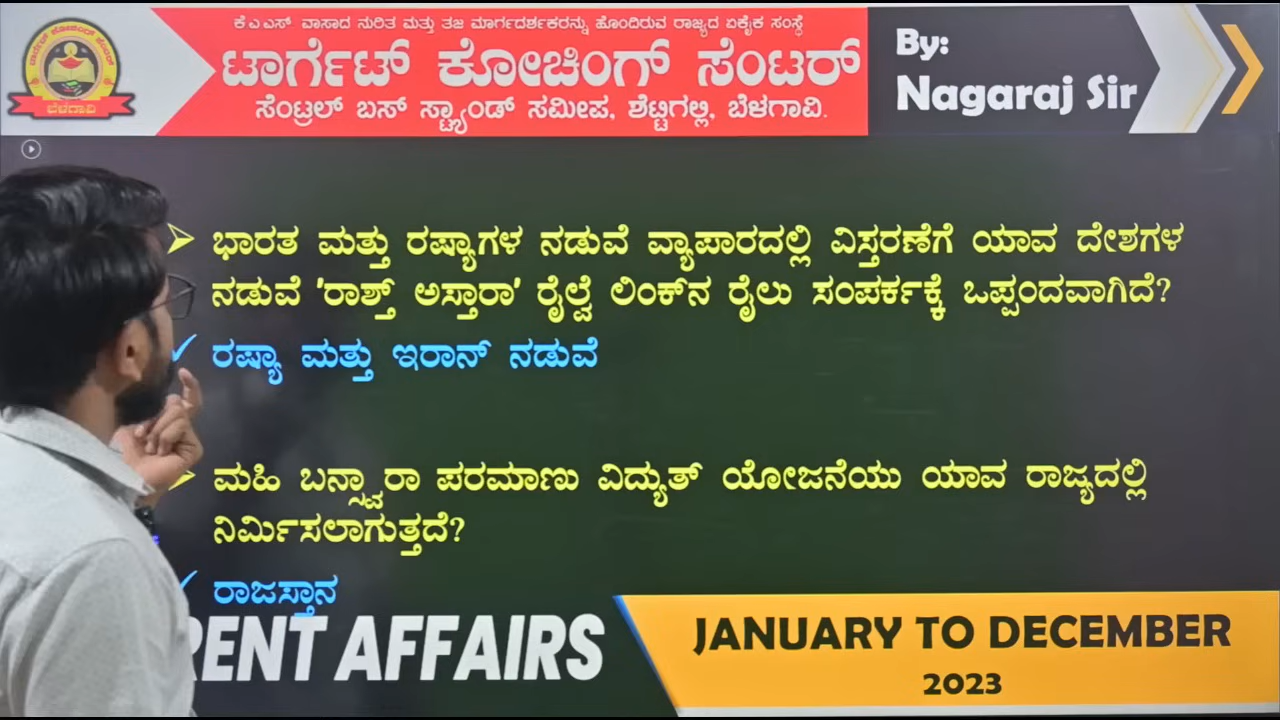 ಕೆ.ಎ.ಎಸ್ ವಾಸಾದ ನುರಿತ ಮತ್ತು ತಜ್ಞ ಮಾರ್ಗದರ್ಶಕರನ್ನು ಹೊಂದಿರುವ ರಾಜ್ಯದ ಏಕೈಕ ಸಂಸ್ಥೆ
ಟಾರ್ಗೆಟ್ ಕೋಚಿಂಗ್ ಸೆಂಟರ್
ಸೆಂಟ್ರಲ್ ಬಸ್ ಸ್ಟ್ಯಾಂಡ್ ಸಮೀಪ, ಶೆಟ್ಟಿಗಲ್ಲಿ, ಬೆಳಗಾವಿ.
ಬೆಳಗಾವಿ
By:
Nagaraj Sir
ಭಾರತ ಮತ್ತು ರಷ್ಯಾಗಳ ನಡುವೆ ವ್ಯಾಪಾರದಲ್ಲಿ ವಿಸ್ತರಣೆಗೆ ಯಾವ ದೇಶಗಳ
ನಡುವೆ 'ರಾಶ್ತ್ ಅಸ್ತಾರಾ' ರೈಲ್ವೆ ಲಿಂಕ್‌ನ ರೈಲು ಸಂಪರ್ಕಕ್ಕೆ ಒಪ್ಪಂದವಾಗಿದೆ?
ರಷ್ಯಾ ಮತ್ತು ಇರಾನ್ ನಡುವೆ
ಮಹಿ ಬನ್ಸ್ವಾರಾ ಪರಮಾಣು ವಿದ್ಯುತ್ ಯೋಜನೆಯು ಯಾವ ರಾಜ್ಯದಲ್ಲಿ
ನಿರ್ಮಿಸಲಾಗುತ್ತದೆ?
ರಾಜಸ್ತಾನ
RENT AFFAIRS
JANUARY TO DECEMBER
2023